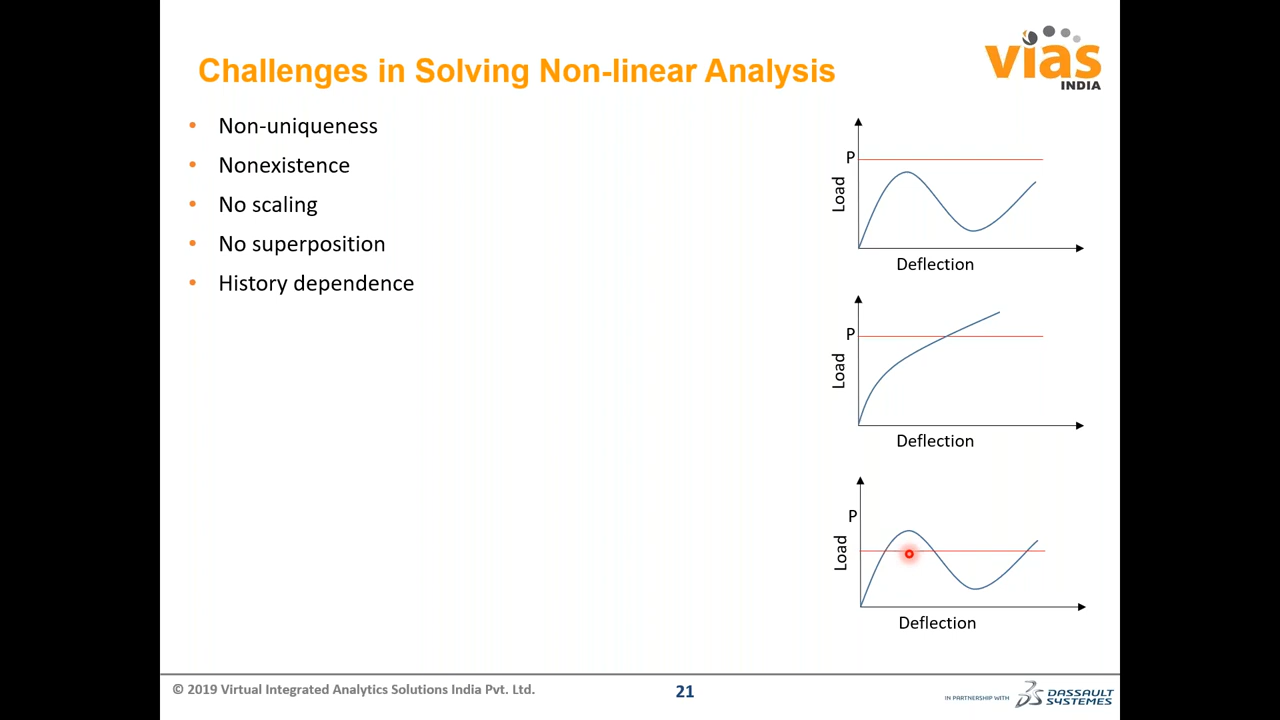 Challenges in Solving Non-linear Analysis
vias
INDIA
• Non-uniqueness
• Nonexistence
• No scaling
• No superposition
• History dependence
P
Load
Deflection
P
Load
Deflection
P
Load
Deflection
© 2019 Virtual Integrated Analytics Solutions India Pvt. Ltd.
21
IN PARTNERSHIP WITH
DASSAULT
SYSTEMES